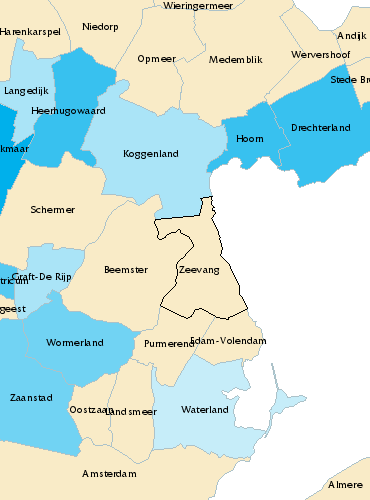 Wieringermeer
Niedorp
Harenkarspel
Andijk
Opmeer
Medemblik
Wervershoof
Stede Br
Langedijk
Heerhugowaard
Drechterland
Hoorn
kmaar
Koggenland
Schermer
Beemster
Zeevang
Graft-De Rijp
tricum
geest
Wormerland
Purmerend
Edam-Volendam
Zaanstad
Oostzaan
Landsmeer
Waterland
Amsterdam
Almere